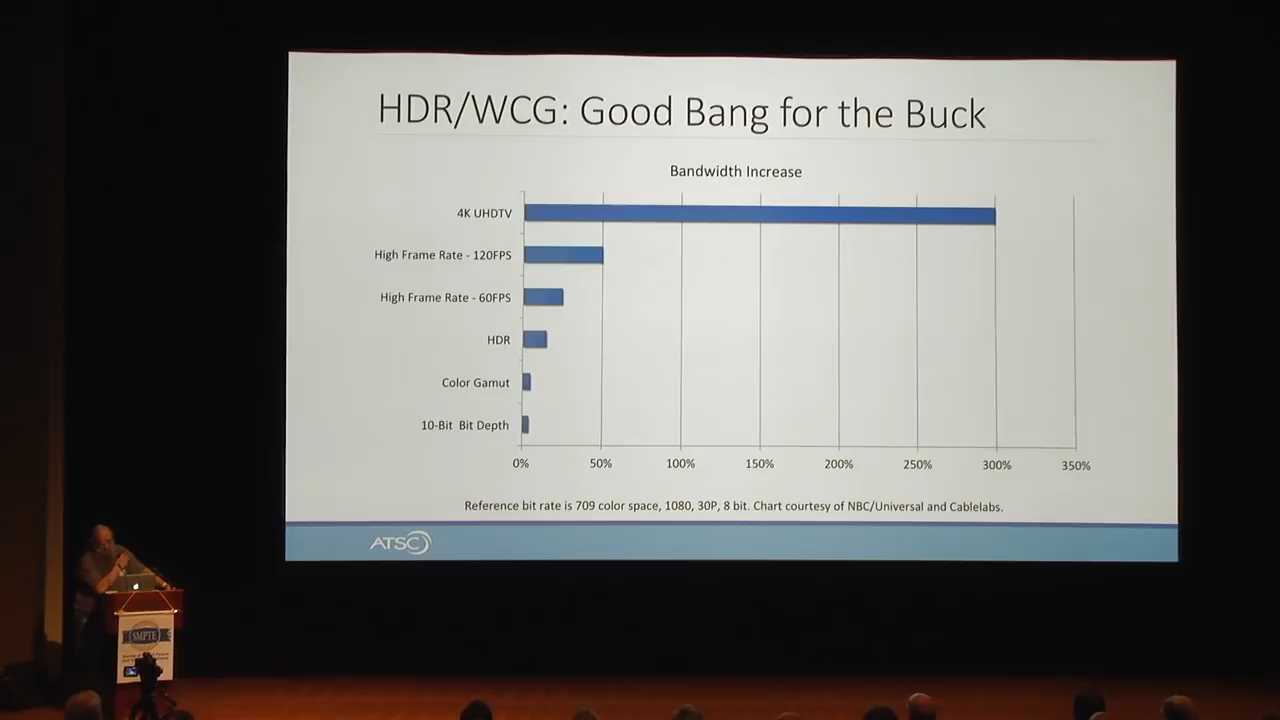 HDR/WCG: Good Bang for the Buck
Bandwidth Increase
4K UHDTV
High Frame Rate - 120FPS
High Frame Rate - 60FPS
HDR
Color Gamut
10-Bit Bit Depth
0% 50% 100% 150% 200% 250% 300% 350%
Reference bit rate is 709 color space, 1080, 30P, 8 bit. Chart courtesy of NBC/Universal and Cablelabs.
ATSC
SMPTE